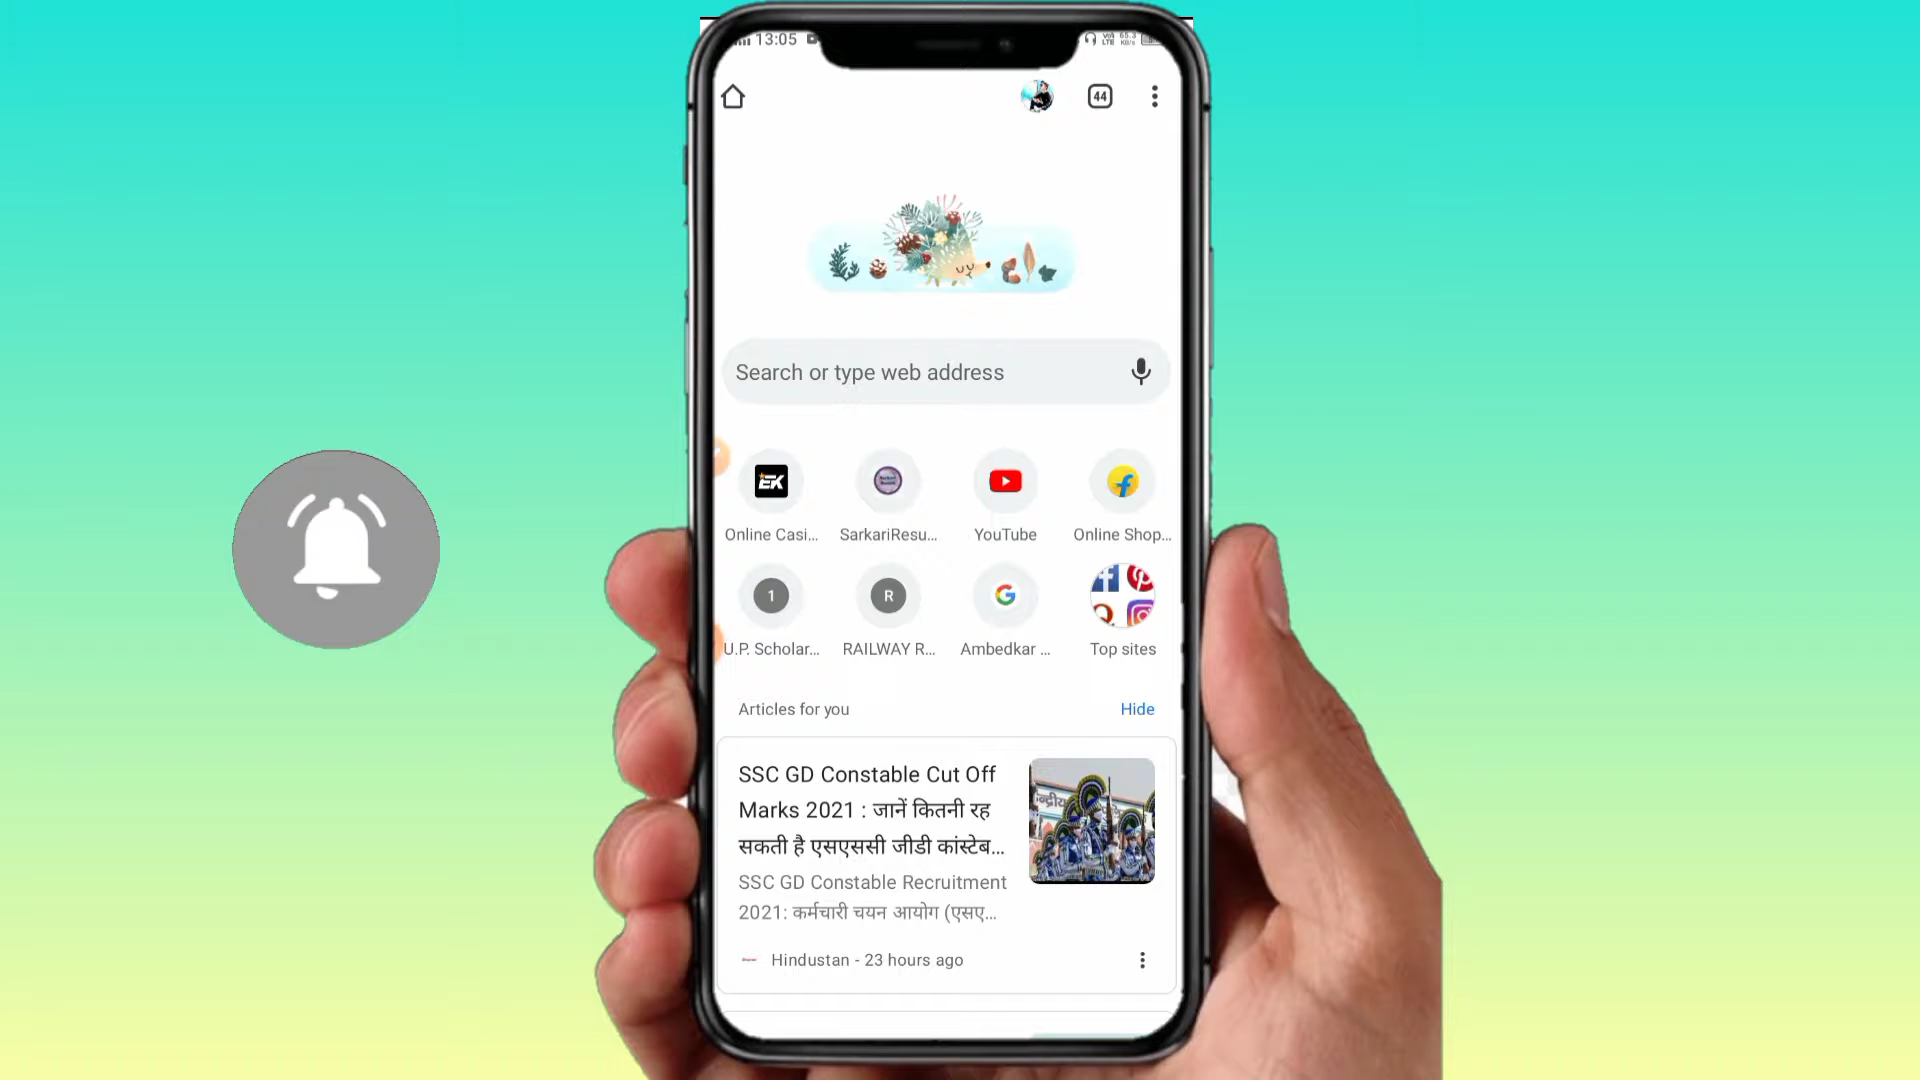 13:05
44
Search or type web address
EK
Online Casi...
SarkariResu...
YouTube
Online Shop...
1
R
U.P. Scholar...
RAILWAY R...
Ambedkar ...
Top sites
Articles for you
Hide
SSC GD Constable Cut Off
Marks 2021 : जानें कितनी रह
सकती है एसएससी जीडी कांस्टेब...
SSC GD Constable Recruitment
2021: कर्मचारी चयन आयोग (एसए...
Hindustan - 23 hours ago